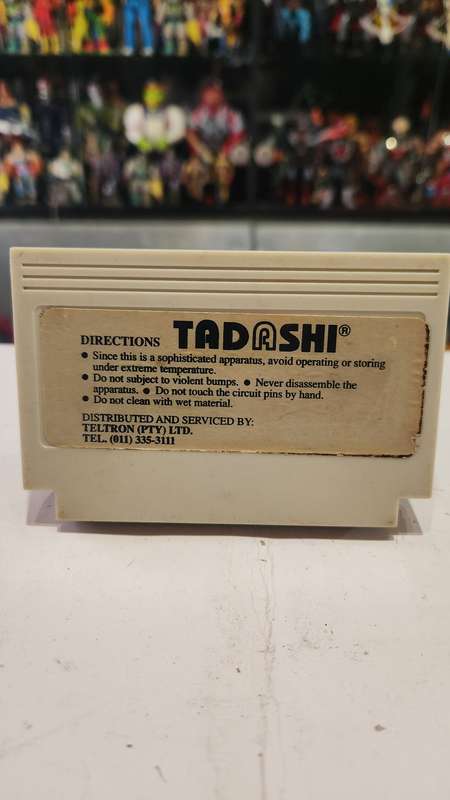 DIRECTIONS TADASHI®
● Since this is a sophisticated apparatus, avoid operating or storing
under extreme temperature.
● Do not subject to violent bumps. ● Never disassemble the
apparatus. ● Do not touch the circuit pins by hand.
● Do not clean with wet material.
DISTRIBUTED AND SERVICED BY:
TELTRON (PTY) LTD.
TEL. (011) 335-3111